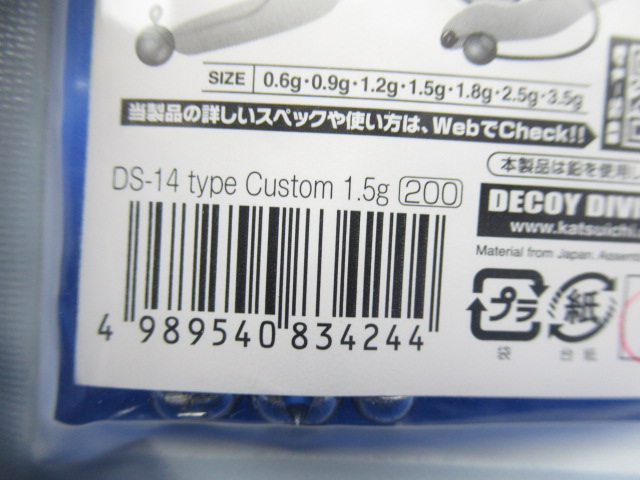 SIZE 0.6g・0.9g・1.2g・1.5g・1.8g・2.5g・3.5g
当製品の詳しいスペックや使い方は、WebでCheck!!
DS-14 type Custom 1.5g 200
本製品は鉛を使用し
DECOY DIVI
www.katsuichi.
Material from Japan. Assem
4 989540 834244
プラ 紙
袋 台紙